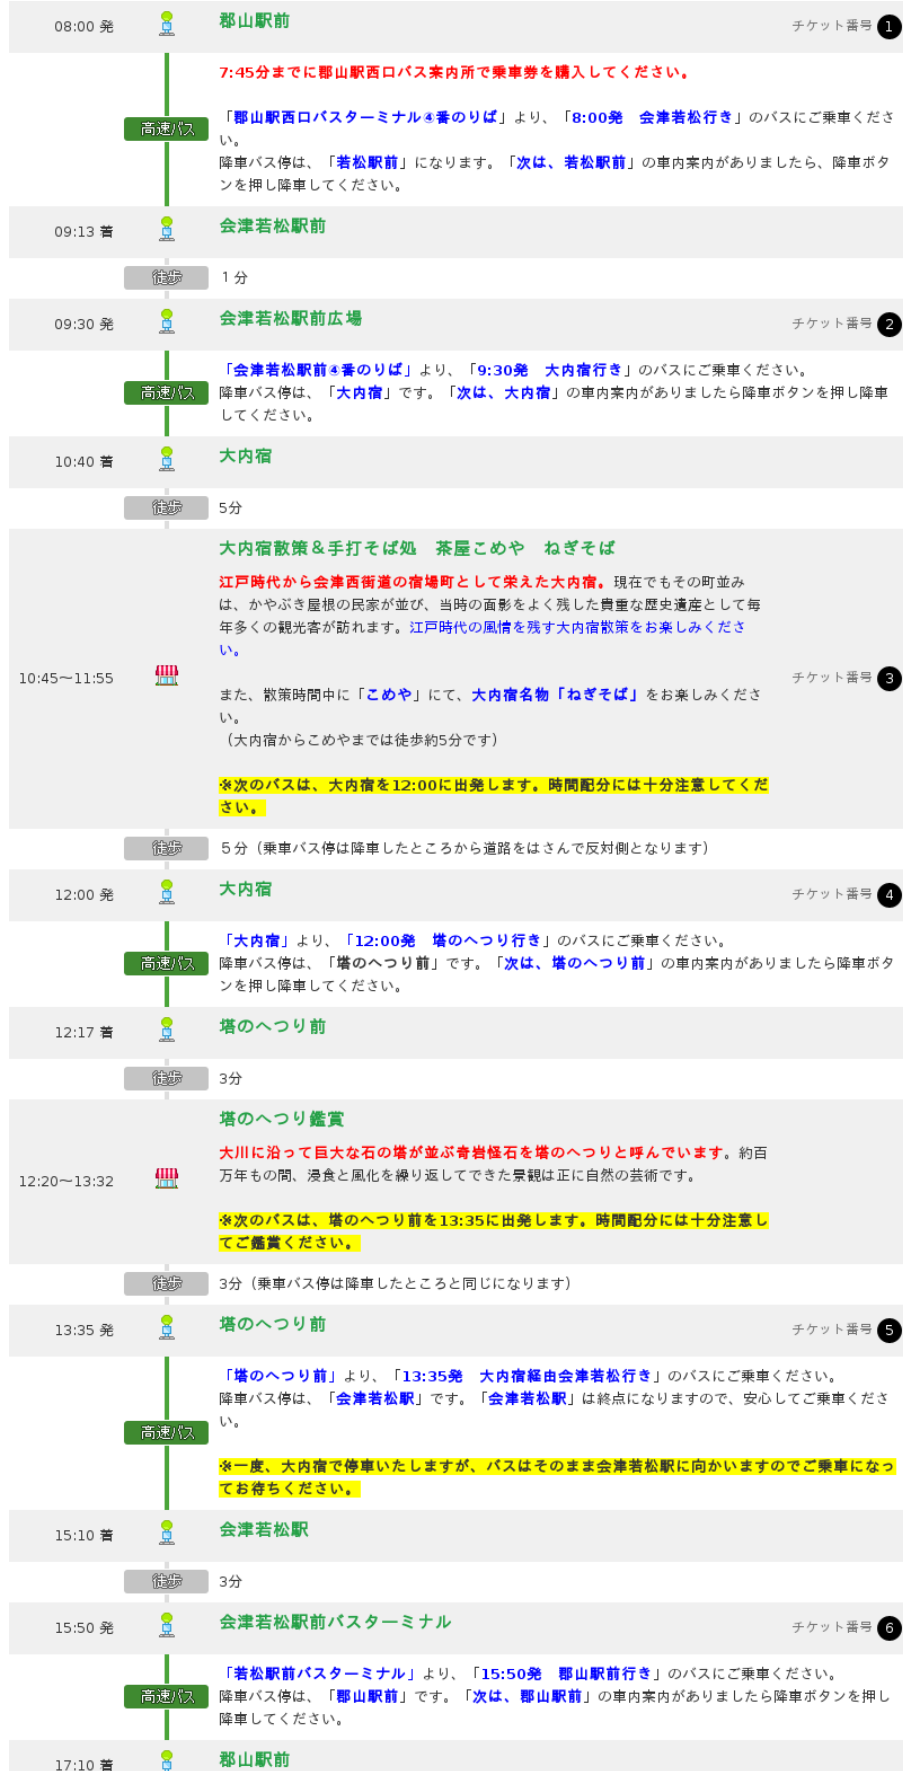 08:00 発
郡山駅前
チケット番号 1
7:45分までに郡山駅西口バス案内所で乗車券を購入してください。
高速バス
「郡山駅西口バスターミナル④番のりば」より、「8:00発　会津若松行き」のバスにご乗車くださ
い。
降車バス停は、「若松駅前」になります。「次は、若松駅前」の車内案内がありましたら、降車ボタ
ンを押し降車してください。
09:13 着
会津若松駅前
徒歩
１分
09:30 発
会津若松駅前広場
チケット番号 2
高速バス
「会津若松駅前④番のりば」より、「9:30発　大内宿行き」のバスにご乗車ください。
降車バス停は、「大内宿」です。「次は、大内宿」の車内案内がありましたら降車ボタンを押し降車
してください。
10:40 着
大内宿
徒歩
5分
大内宿散策＆手打そば処　茶屋こめや　ねぎそば
江戸時代から会津西街道の宿場町として栄えた大内宿。現在でもその町並み
は、かやぶき屋根の民家が並び、当時の面影をよく残した貴重な歴史遺産として毎
年多くの観光客が訪れます。江戸時代の風情を残す大内宿散策をお楽しみくださ
い。
10:45～11:55
チケット番号 3
また、散策時間中に「こめや」にて、大内宿名物「ねぎそば」をお楽しみくださ
い。
（大内宿からこめやまでは徒歩約5分です）
※次のバスは、大内宿を12:00に出発します。時間配分には十分注意してくだ
さい。
徒歩
５分（乗車バス停は降車したところから道路をはさんで反対側となります）
12:00 発
大内宿
チケット番号 4
高速バス
「大内宿」より、「12:00発　塔のへつり行き」のバスにご乗車ください。
降車バス停は、「塔のへつり前」です。「次は、塔のへつり前」の車内案内がありましたら降車ボタ
ンを押し降車してください。
12:17 着
塔のへつり前
徒歩
3分
塔のへつり鑑賞
大川に沿って巨大な石の塔が並ぶ奇岩怪石を塔のへつりと呼んでいます。約百
万年もの間、浸食と風化を繰り返してできた景観は正に自然の芸術です。
12:20～13:32
※次のバスは、塔のへつり前を13:35に出発します。時間配分には十分注意し
てご鑑賞ください。
徒歩
3分（乗車バス停は降車したところと同じになります）
13:35 発
塔のへつり前
チケット番号 5
高速バス
「塔のへつり前」より、「13:35発　大内宿経由会津若松行き」のバスにご乗車ください。
降車バス停は、「会津若松駅」です。「会津若松駅」は終点になりますので、安心してご乗車くださ
い。
※一度、大内宿で停車いたしますが、バスはそのまま会津若松駅に向かいますのでご乗車になっ
てお待ちください。
15:10 着
会津若松駅
徒歩
3分
15:50 発
会津若松駅前バスターミナル
チケット番号 6
高速バス
「若松駅前バスターミナル」より、「15:50発　郡山駅前行き」のバスにご乗車ください。
降車バス停は、「郡山駅前」です。「次は、郡山駅前」の車内案内がありましたら降車ボタンを押し
降車してください。
17:10 着
郡山駅前